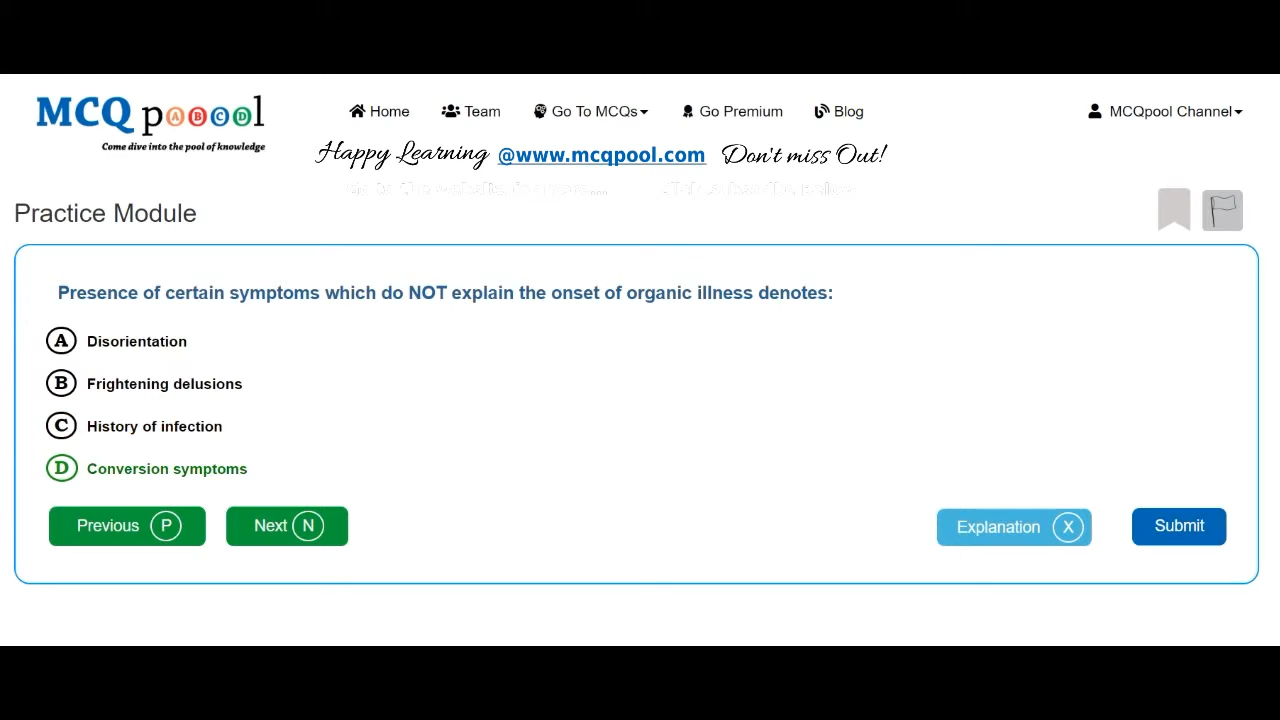 MCQ pABCDl
Come dive into the pool of knowledge
Home Team Go To MCQs Go Premium Blog MCQpool Channel
Happy Learning @www.mcqpool.com Don't miss Out!
Practice Module
Presence of certain symptoms which do NOT explain the onset of organic illness denotes:
A Disorientation
B Frightening delusions
C History of infection
D Conversion symptoms
Previous P Next N Explanation X Submit